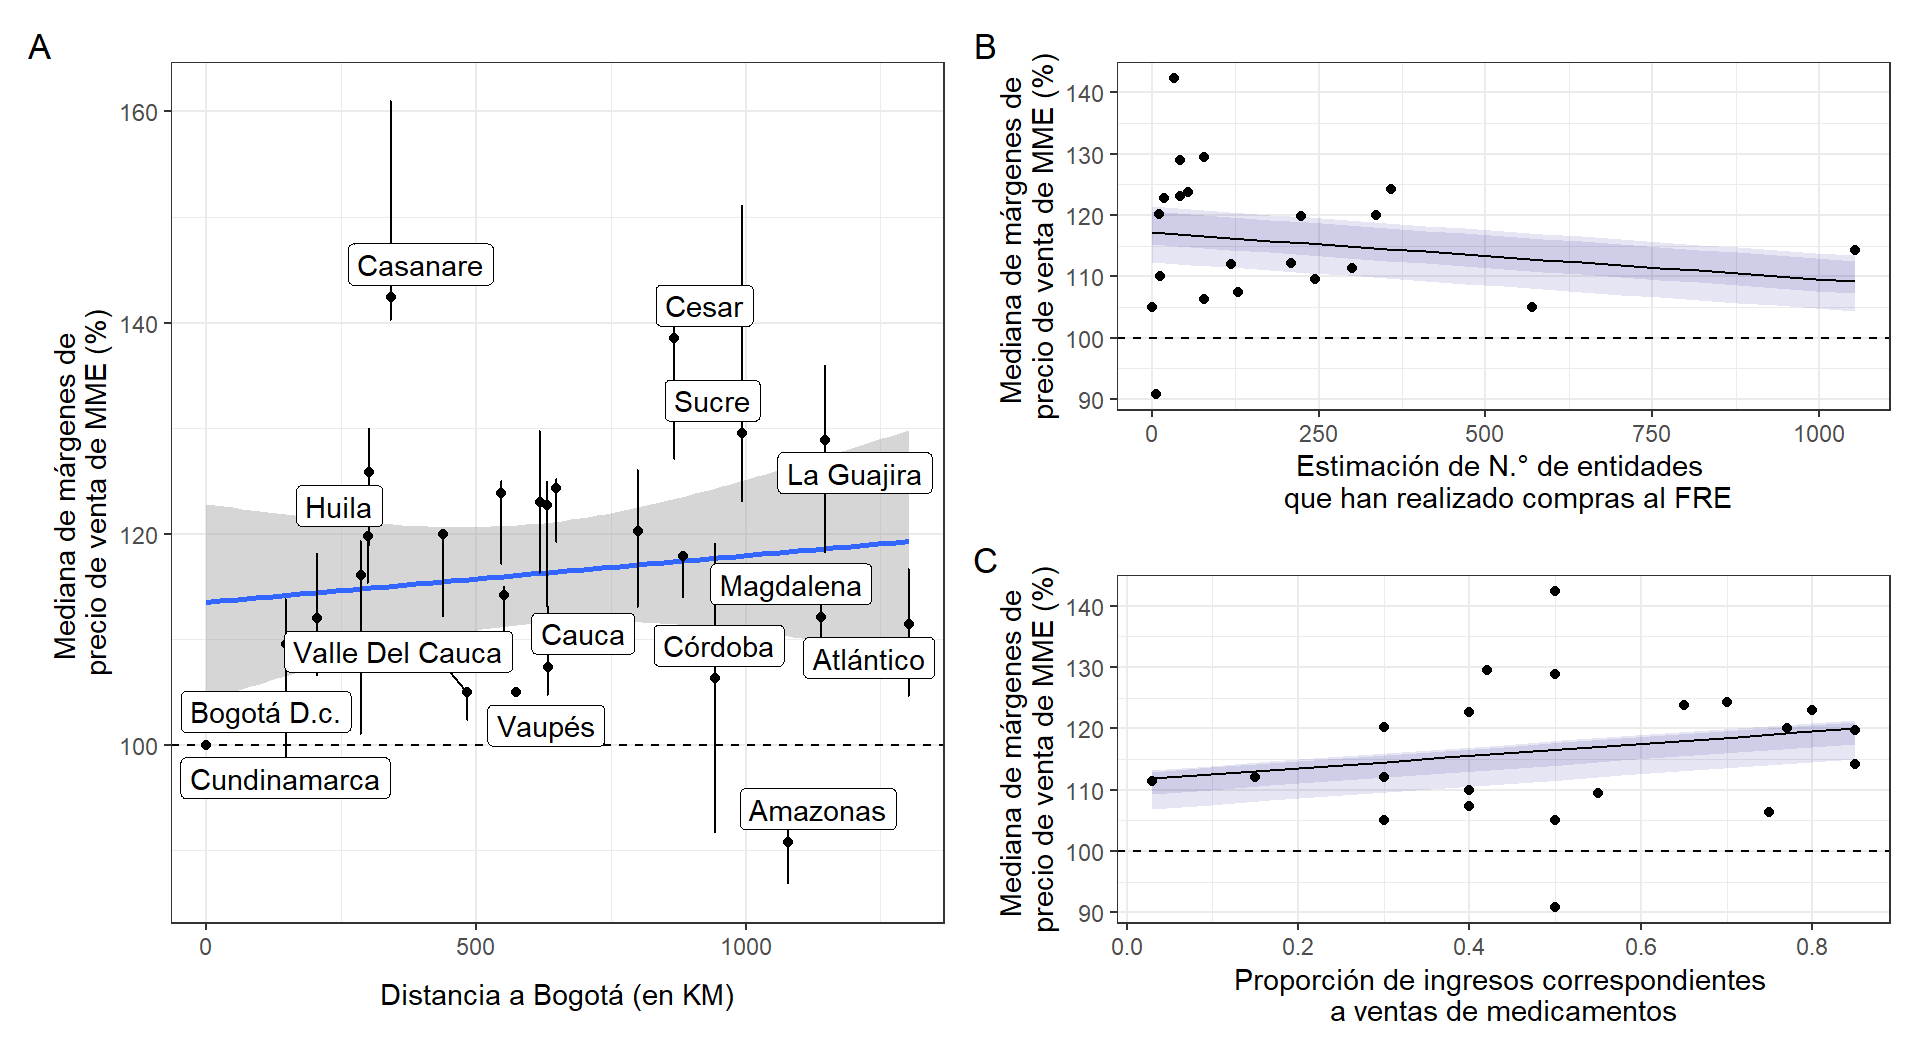 A
Mediana de márgenes de
precio de venta de MME (%)
160
140
120
100
Casanare
Cesar
Sucre
La Guajira
Huila
Magdalena
Cauca
Córdoba
Valle Del Cauca
Atlántico
Bogotá D.c.
Vaupés
Cundinamarca
Amazonas
0
500
1000
Distancia a Bogotá (en KM)
B
Mediana de márgenes de
precio de venta de MME (%)
140
130
120
110
100
90
0
250
500
750
1000
Estimación de N.° de entidades
que han realizado compras al FRE
C
Mediana de márgenes de
precio de venta de MME (%)
140
130
120
110
100
90
0.0
0.2
0.4
0.6
0.8
Proporción de ingresos correspondientes
a ventas de medicamentos